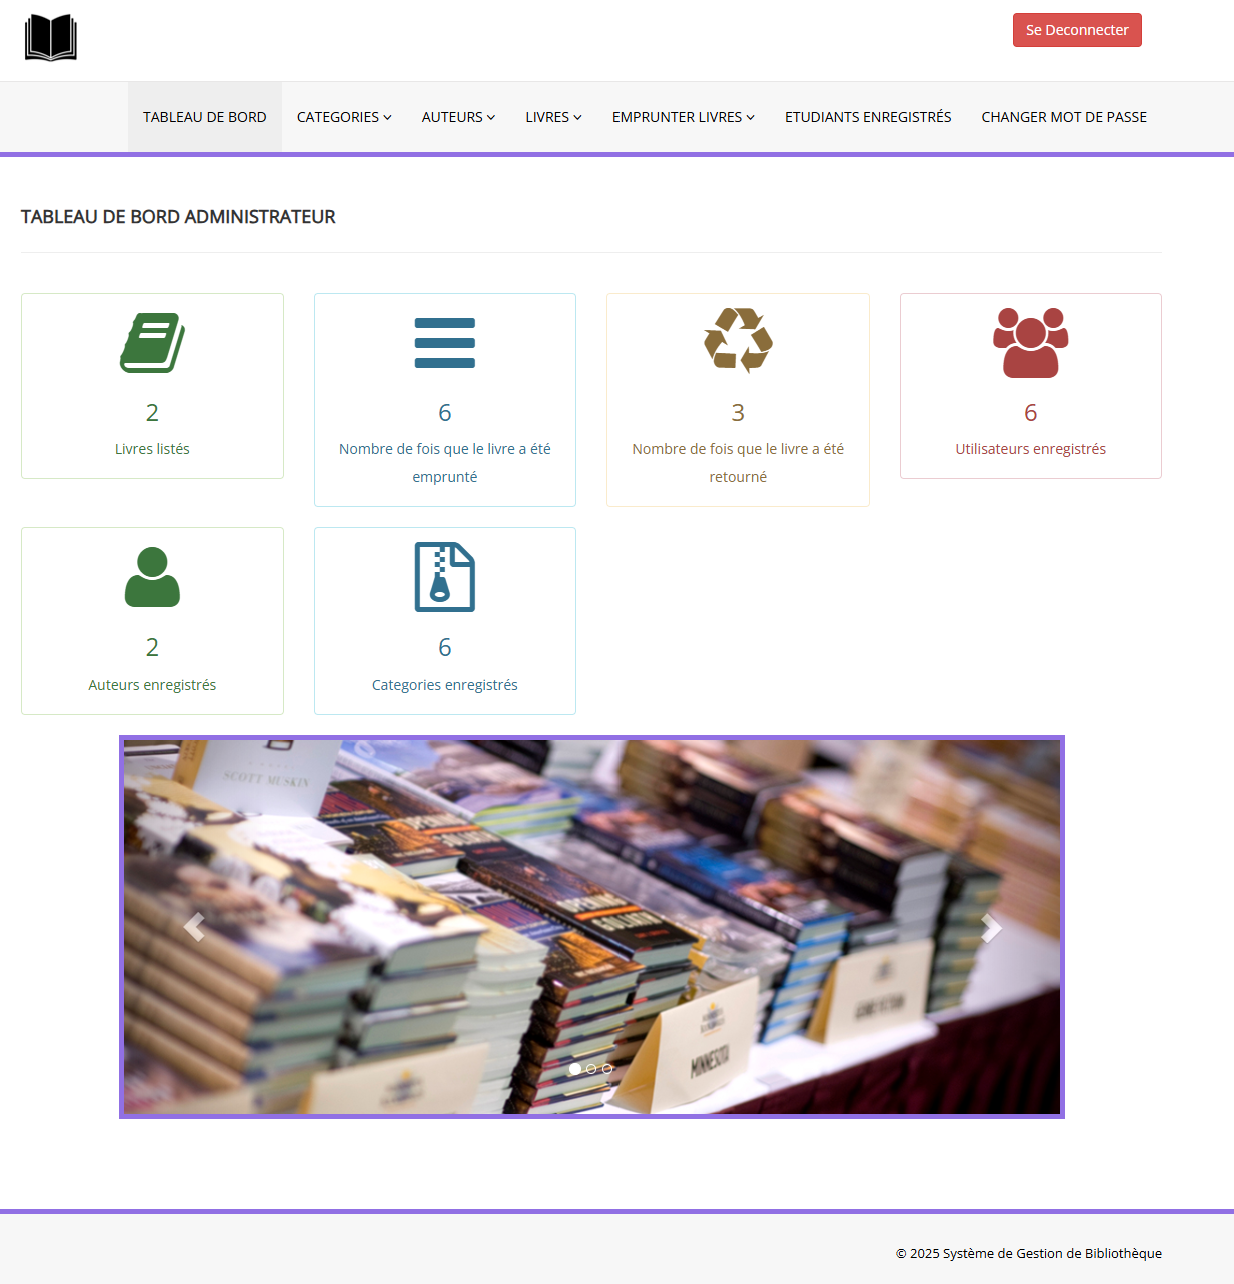 Se Deconnecter
TABLEAU DE BORD
CATEGORIES
AUTEURS
LIVRES
EMPRUNTER LIVRES
ETUDIANTS ENREGISTRÉS
CHANGER MOT DE PASSE
TABLEAU DE BORD ADMINISTRATEUR
2
Livres listés
6
Nombre de fois que le livre a été
emprunté
3
Nombre de fois que le livre a été
retourné
6
Utilisateurs enregistrés
2
Auteurs enregistrés
6
Categories enregistrés
SCOTT MUSKIN
MINNESOTA
© 2025 Système de Gestion de Bibliothèque